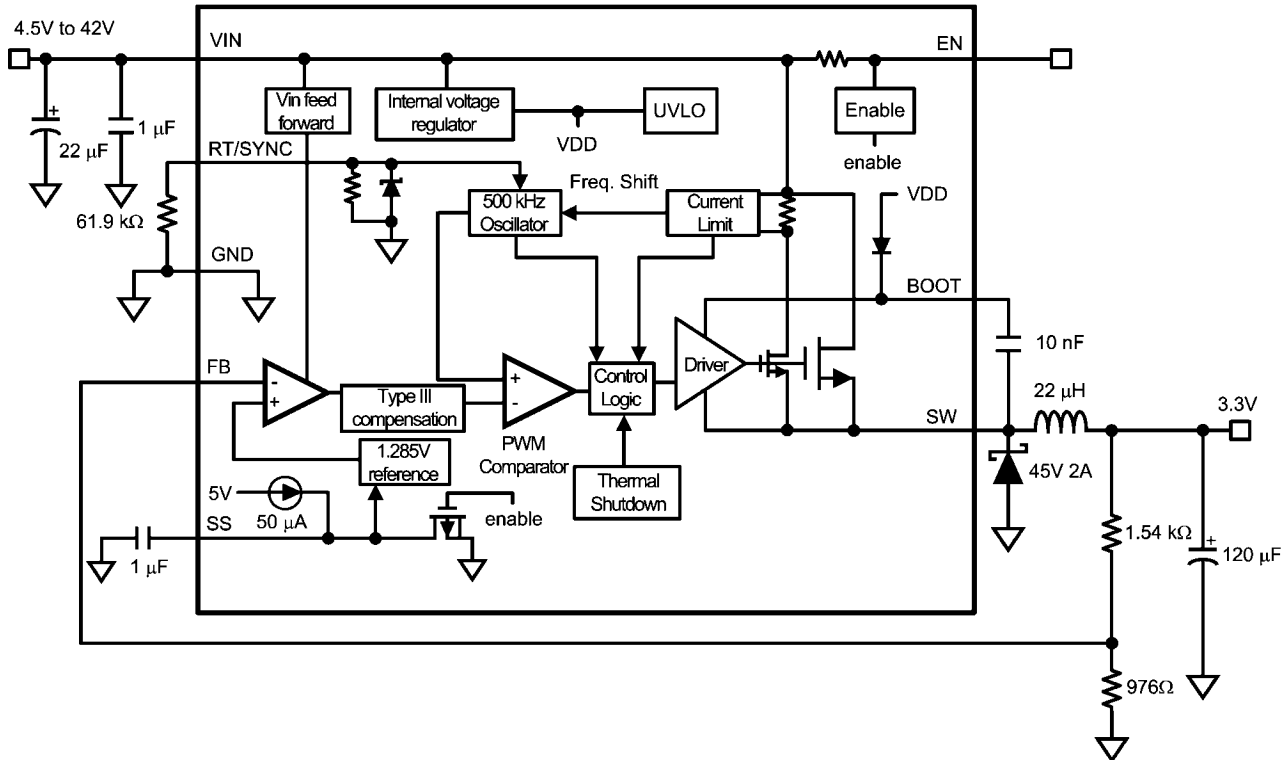 4.5V to 42V
VIN
EN
+
22 µF
1 µF
Vin feed
forward
Internal voltage
regulator
VDD
UVLO
Enable
enable
RT/SYNC
61.9 kΩ
500 kHz
Oscillator
Freq. Shift
Current
Limit
VDD
GND
BOOT
10 nF
FB
-
+
Type III
compensation
+
-
PWM
Comparator
Control
Logic
Driver
22 µH
SW
3.3V
1.285V
reference
Thermal
Shutdown
45V 2A
5V
50 µA
enable
SS
1 µF
1.54 kΩ
+
120 µF
976Ω